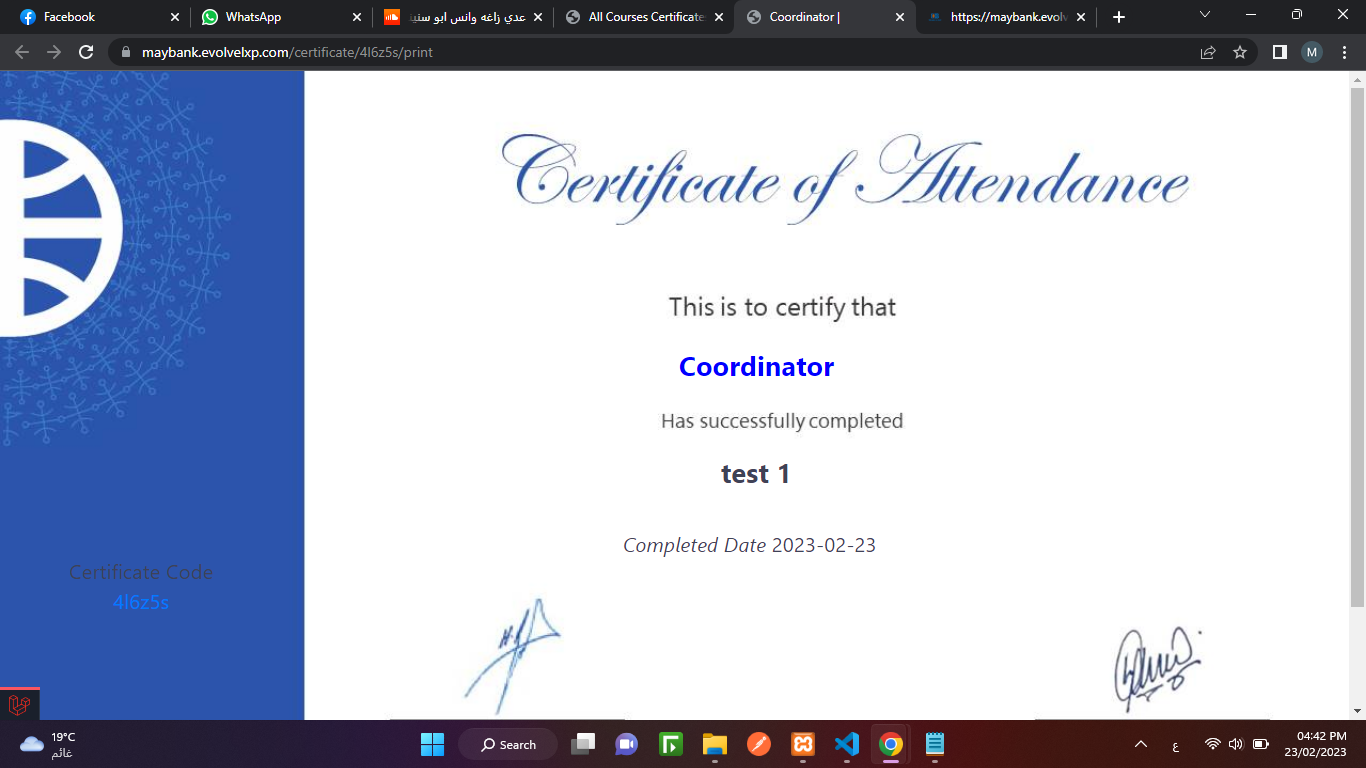 Facebook
WhatsApp
عدي زاغه وانس ابو سنينه
All Courses Certificate
Coordinator |
https://maybank.evolv
maybank.evolvelxp.com/certificate/4l6z5s/print
M
Certificate of Attendance
This is to certify that
Coordinator
Has successfully completed
test 1
Completed Date 2023-02-23
Certificate Code
4l6z5s
19°C
غائم
Search
ع
04:42 PM
23/02/2023